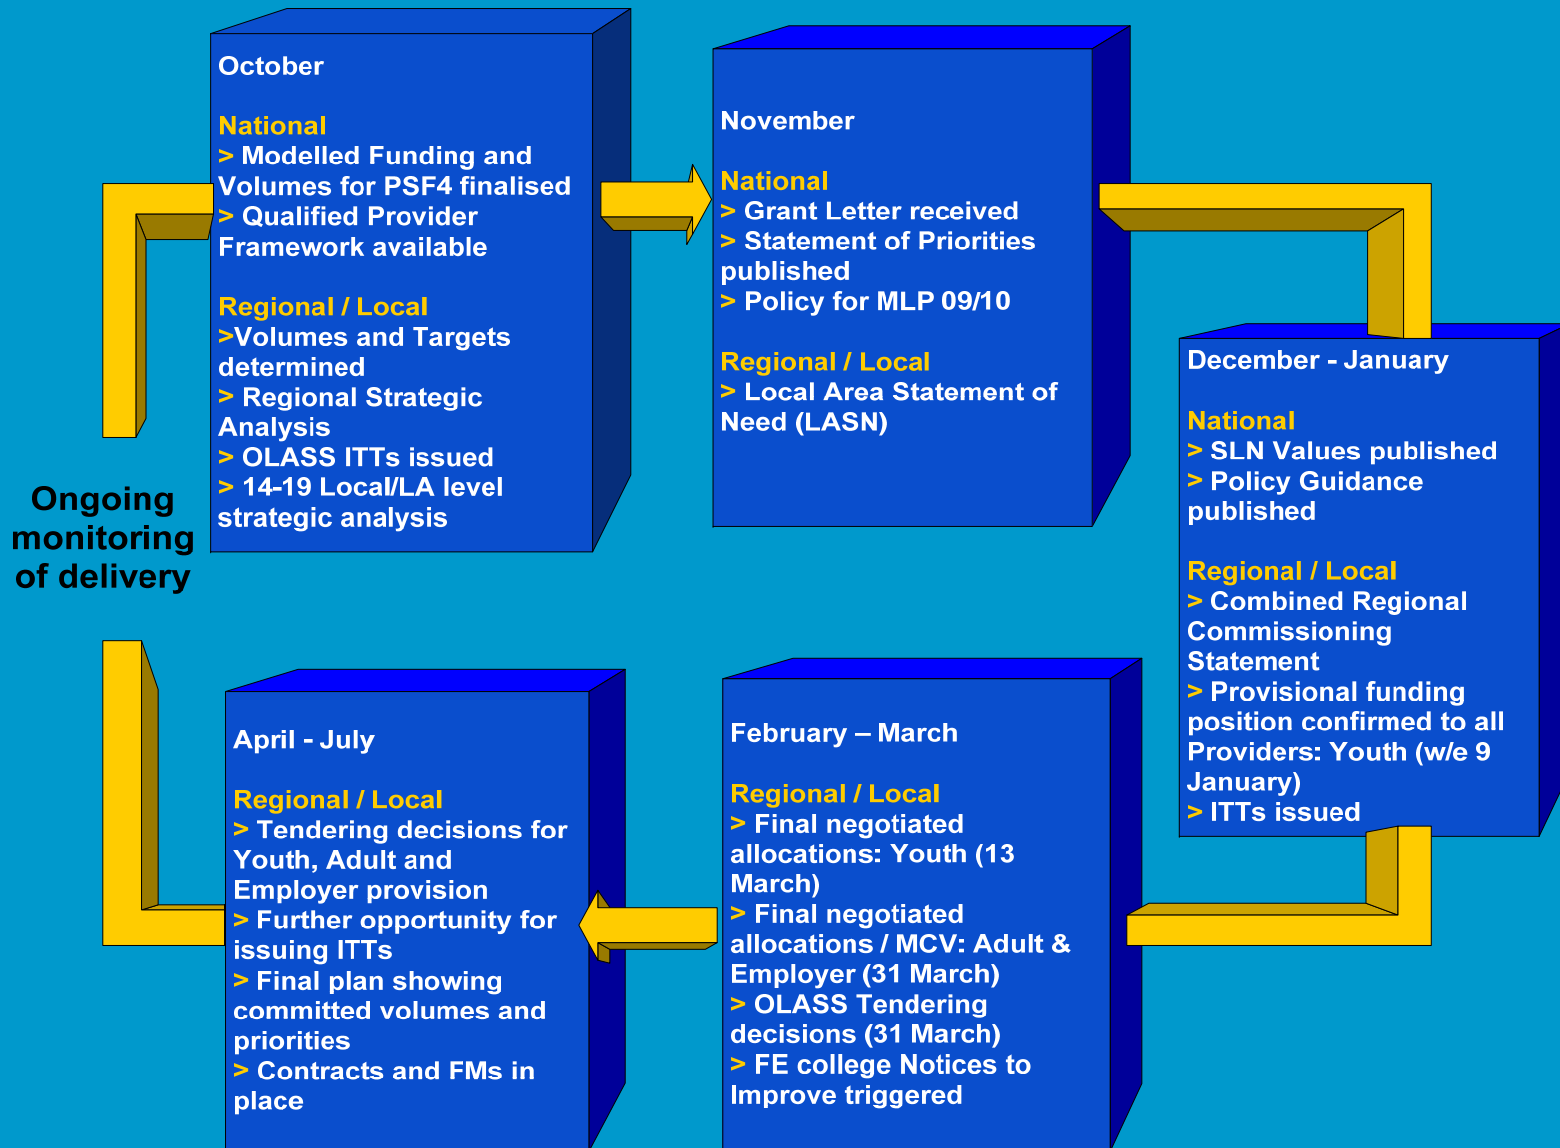 October
National
> Modelled Funding and
Volumes for PSF4 finalised
> Qualified Provider
Framework available
Regional / Local
>Volumes and Targets
determined
> Regional Strategic
Analysis
> OLASS ITTs issued
> 14-19 Local/LA level
strategic analysis
November
National
> Grant Letter received
> Statement of Priorities
published
> Policy for MLP 09/10
Regional / Local
> Local Area Statement of
Need (LASN)
December - January
National
> SLN Values published
> Policy Guidance
published
Regional / Local
> Combined Regional
Commissioning
Statement
> Provisional funding
position confirmed to all
Providers: Youth (w/e 9
January)
> ITTs issued
February – March
Regional / Local
> Final negotiated
allocations: Youth (13
March)
> Final negotiated
allocations / MCV: Adult &
Employer (31 March)
> OLASS Tendering
decisions (31 March)
> FE college Notices to
Improve triggered
April - July
Regional / Local
> Tendering decisions for
Youth, Adult and
Employer provision
> Further opportunity for
issuing ITTs
> Final plan showing
committed volumes and
priorities
> Contracts and FMs in
place
Ongoing
monitoring
of delivery